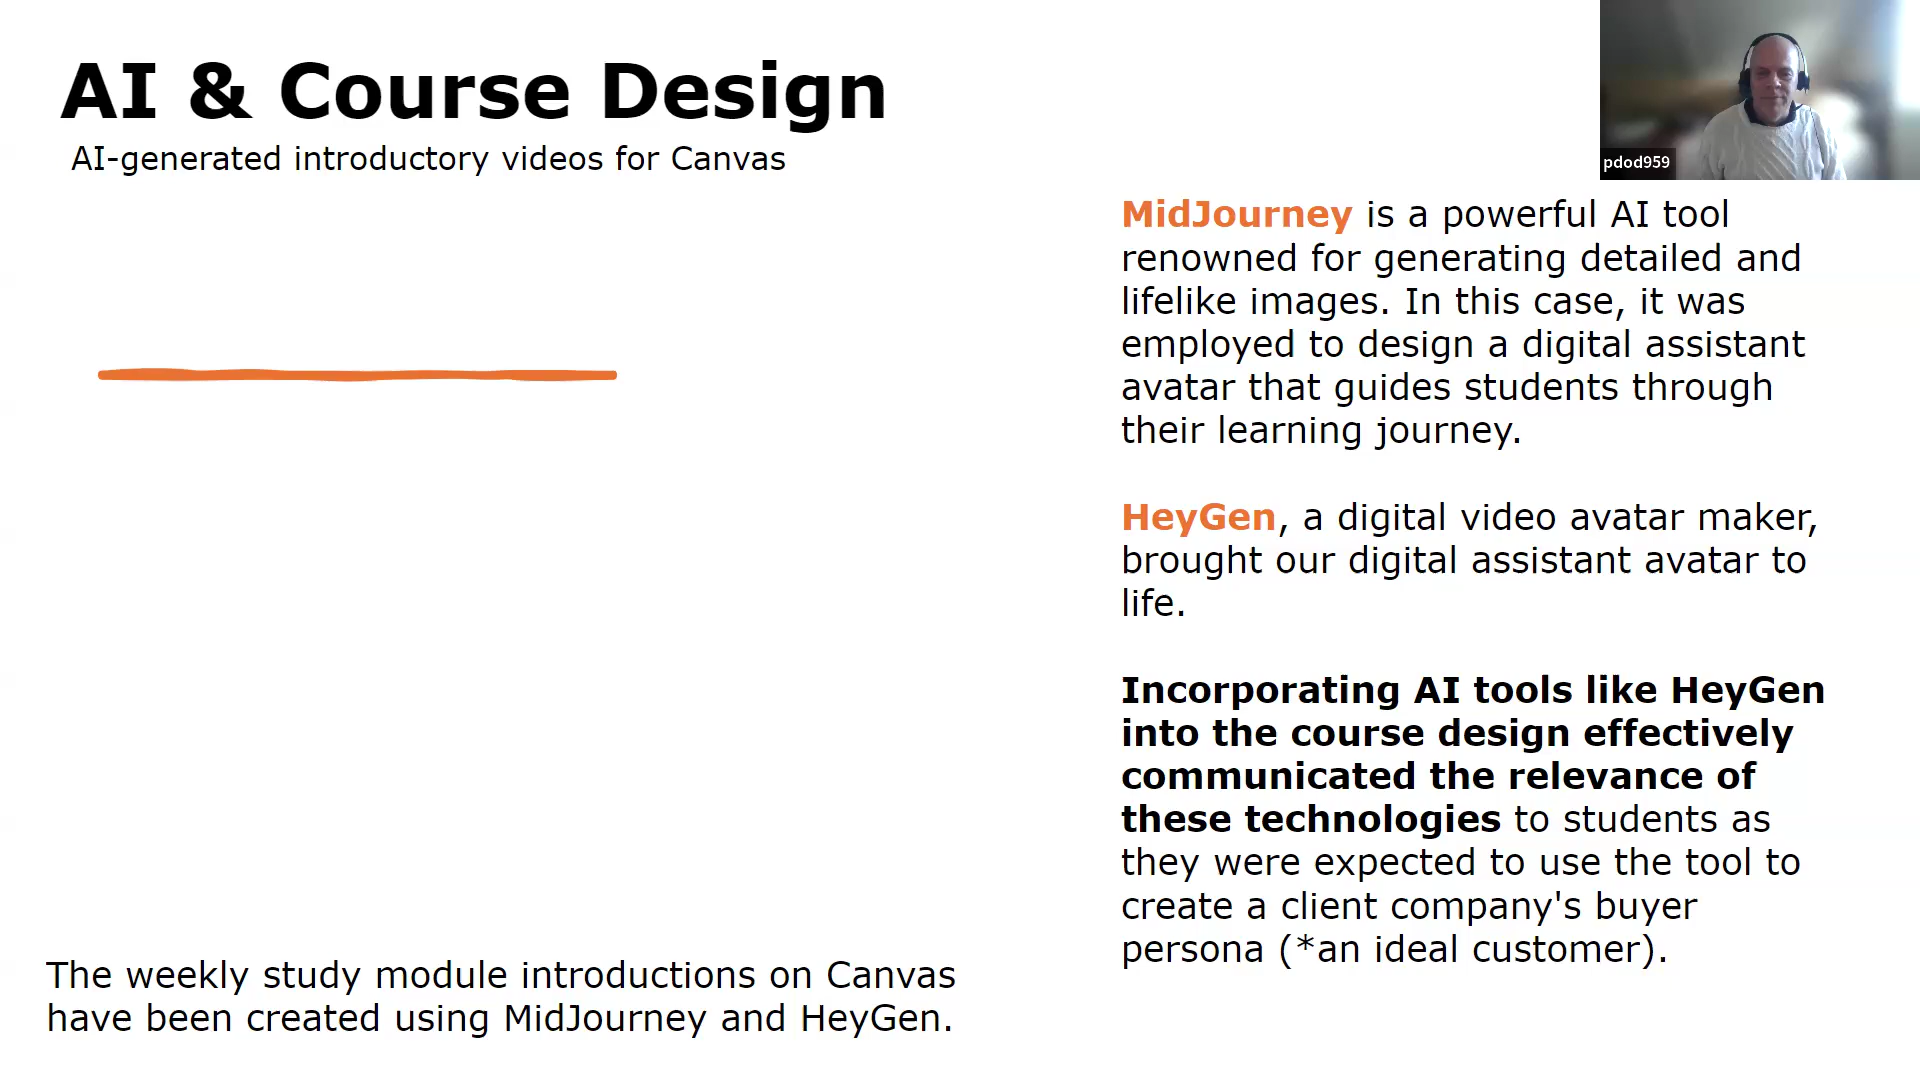 AI & Course Design
AI-generated introductory videos for Canvas
pdod959
MidJourney is a powerful AI tool
renowned for generating detailed and
lifelike images. In this case, it was
employed to design a digital assistant
avatar that guides students through
their learning journey.
HeyGen, a digital video avatar maker,
brought our digital assistant avatar to
life.
Incorporating AI tools like HeyGen
into the course design effectively
communicated the relevance of
these technologies to students as
they were expected to use the tool to
create a client company's buyer
persona (*an ideal customer).
The weekly study module introductions on Canvas
have been created using MidJourney and HeyGen.